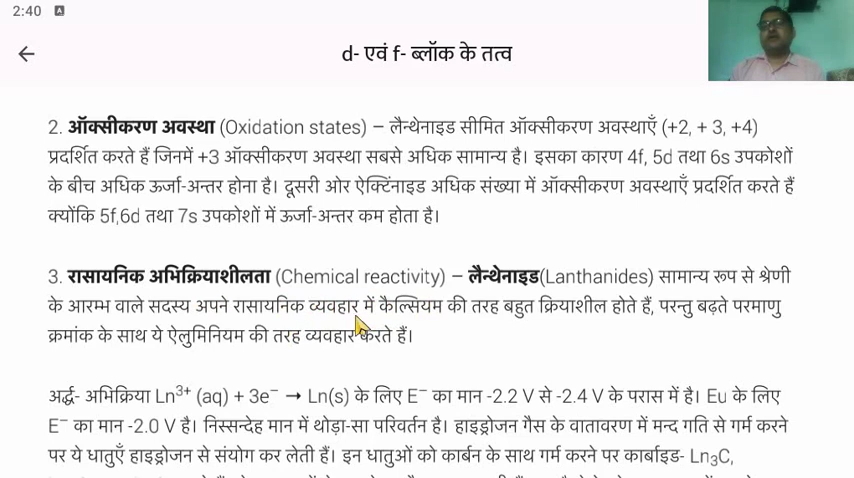 2:40 A
d- एवं f- ब्लॉक के तत्व
2. ऑक्सीकरण अवस्था (Oxidation states) – लैन्थेनाइड सीमित ऑक्सीकरण अवस्थाएँ (+2, + 3, +4)
प्रदर्शित करते हैं जिनमें +3 ऑक्सीकरण अवस्था सबसे अधिक सामान्य है। इसका कारण 4f, 5d तथा 6s उपकोशों
के बीच अधिक ऊर्जा-अन्तर होना है। दूसरी ओर ऐक्टिंनाइड अधिक संख्या में ऑक्सीकरण अवस्थाएँ प्रदर्शित करते हैं
क्योंकि 5f,6d तथा 7s उपकोशों में ऊर्जा-अन्तर कम होता है।
3. रासायनिक अभिक्रियाशीलता (Chemical reactivity) – लैन्थेनाइड(Lanthanides) सामान्य रूप से श्रेणी
के आरम्भ वाले सदस्य अपने रासायनिक व्यवहार में कैल्सियम की तरह बहुत क्रियाशील होते हैं, परन्तु बढ़ते परमाणु
क्रमांक के साथ ये ऐलुमिनियम की तरह व्यवहार करते हैं।
अर्द्ध- अभिक्रिया Ln³⁺ (aq) + 3e⁻ → Ln(s) के लिए E⁻ का मान -2.2 V से -2.4 V के परास में है। Eu के लिए
E⁻ का मान -2.0 V है। निस्सन्देह मान में थोड़ा-सा परिवर्तन है। हाइड्रोजन गैस के वातावरण में मन्द गति से गर्म करने
पर ये धातुएँ हाइड्रोजन से संयोग कर लेती हैं। इन धातुओं को कार्बन के साथ गर्म करने पर कार्बाइड- Ln₃C,